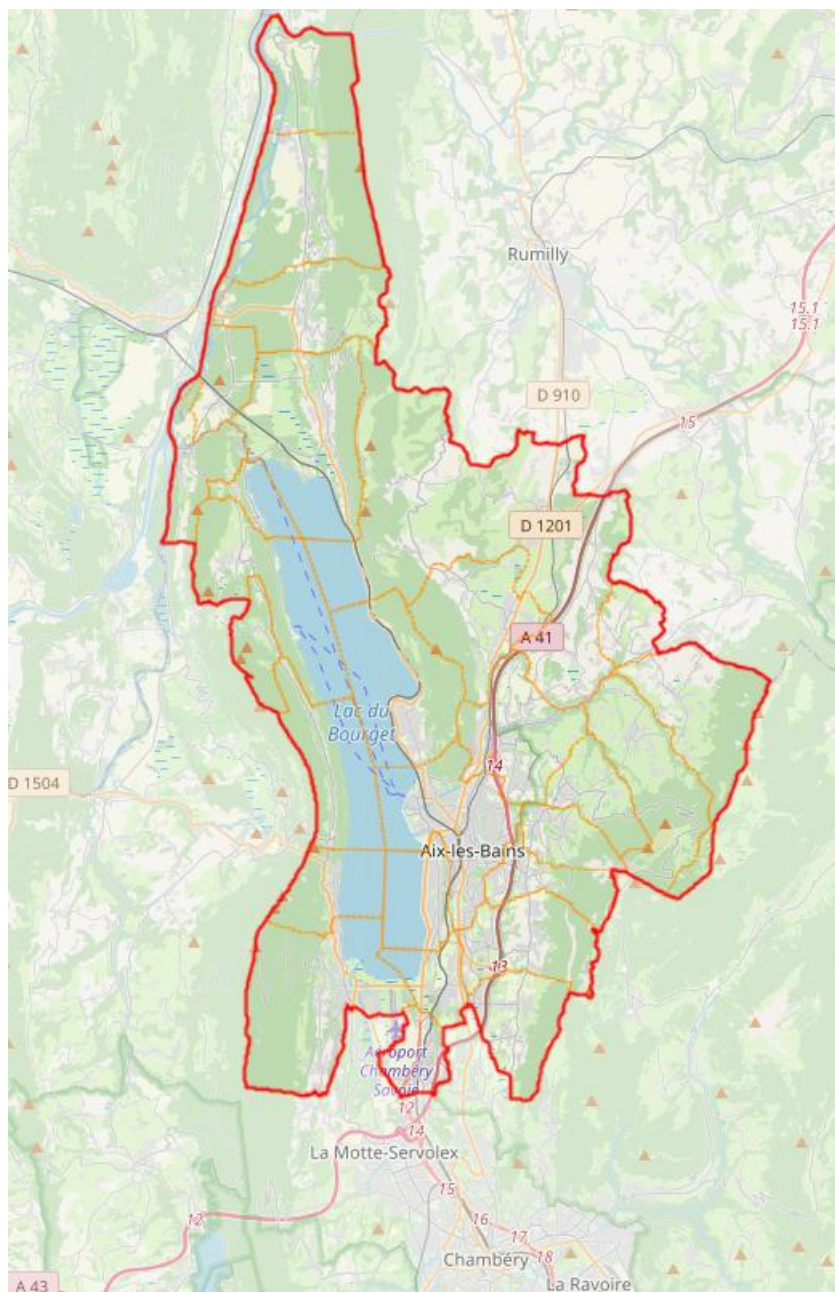 Rumilly
15.1
15.1
D 910
15
D 1201
A 41
Lac du
Bourget
14
D 1504
Aix-les-Bains
13
Aéroport
Chambéry
Savoie
12
14
La Motte-Servolex
15
12
16
17
18
Chambéry
La Ravoire
A 43